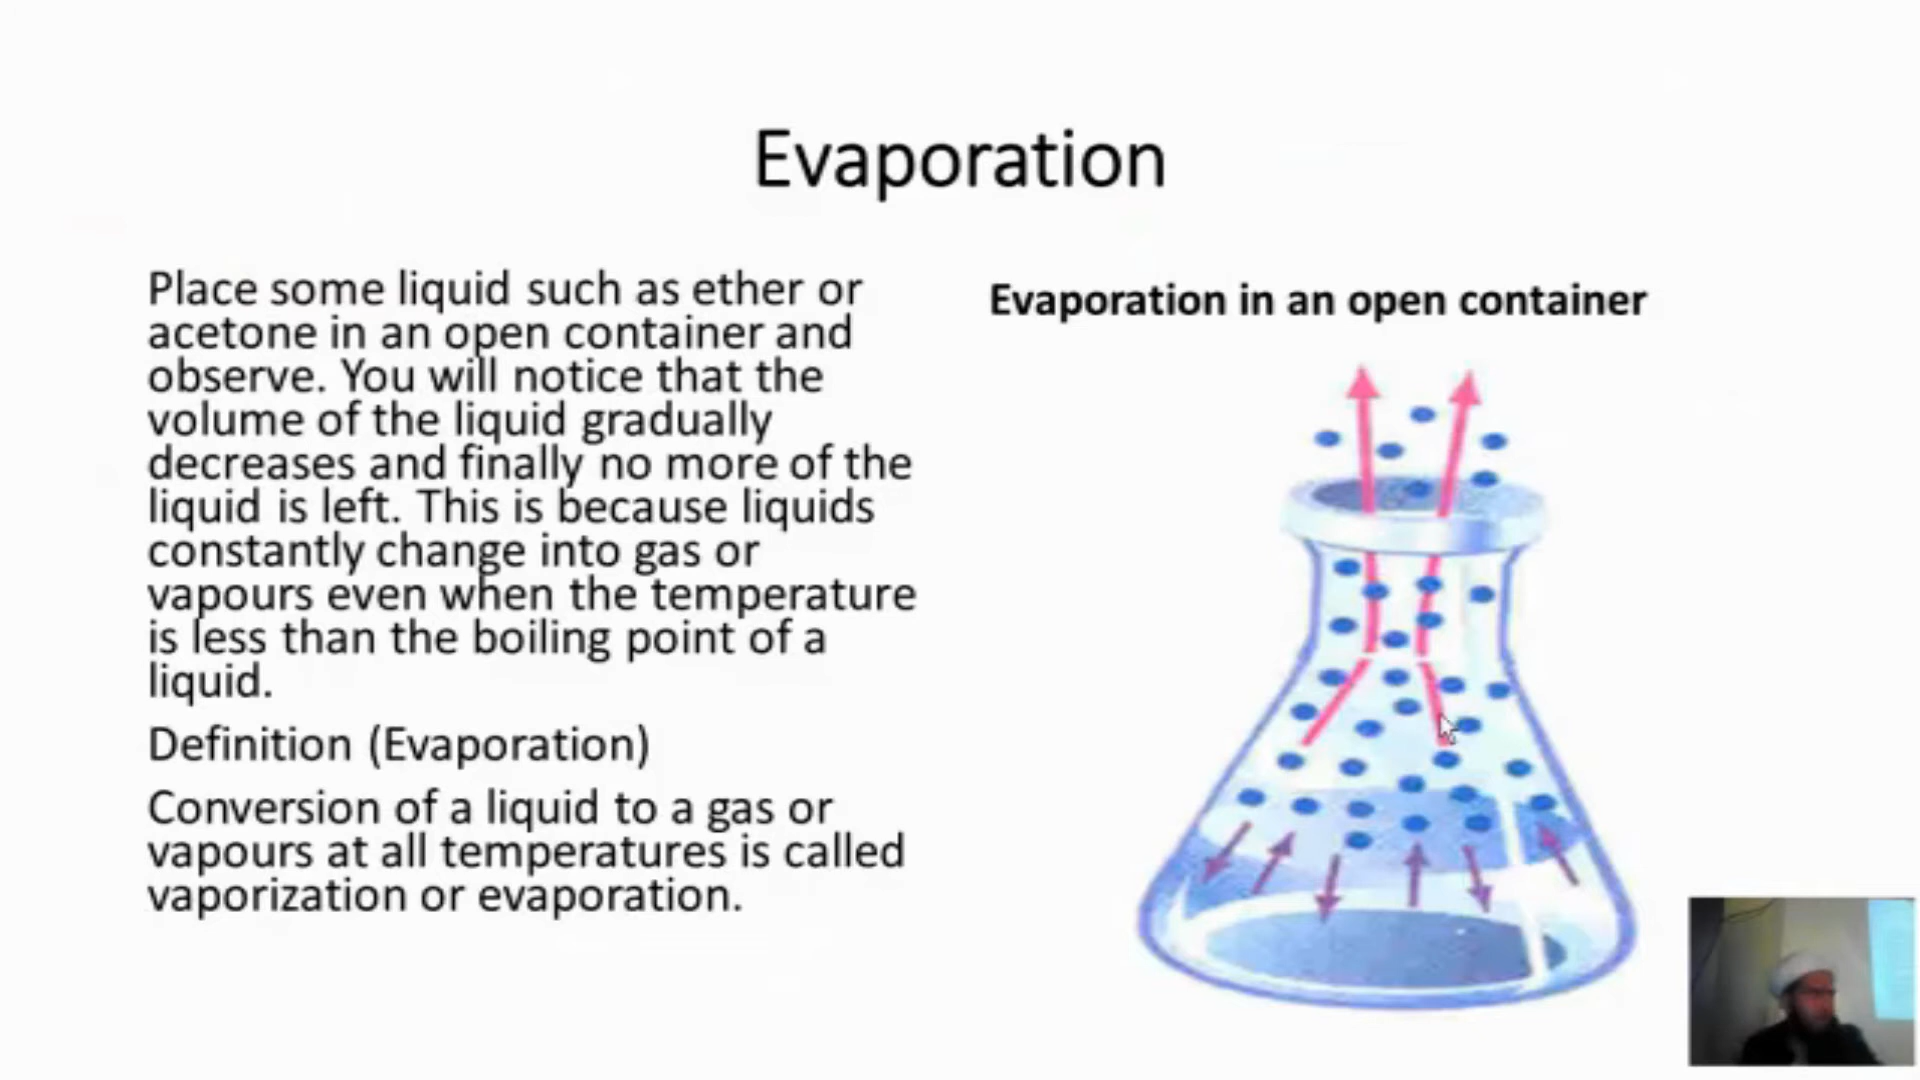 Evaporation
Place some liquid such as ether or
acetone in an open container and
observe. You will notice that the
volume of the liquid gradually
decreases and finally no more of the
liquid is left. This is because liquids
constantly change into gas or
vapours even when the temperature
is less than the boiling point of a
liquid.
Definition (Evaporation)
Conversion of a liquid to a gas or
vapours at all temperatures is called
vaporization or evaporation.
Evaporation in an open container